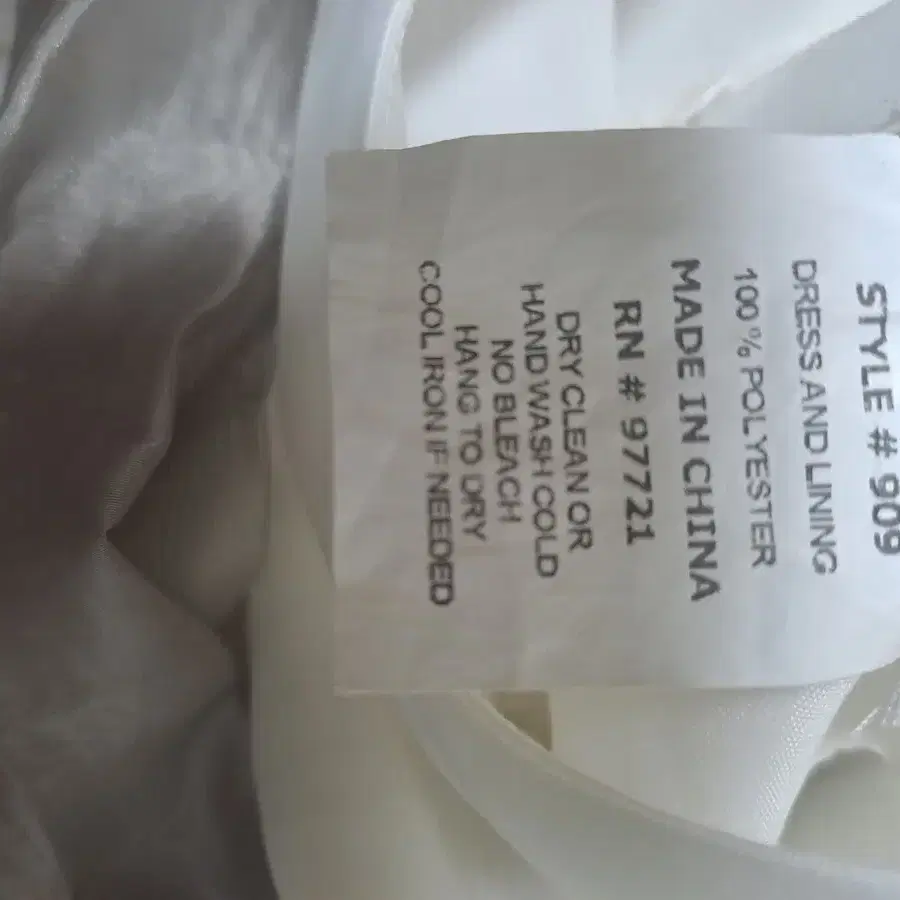 STYLE # 909
DRESS AND LINING
100% POLYESTER
MADE IN CHINA
RN # 97721
DRY CLEAN OR
HAND WASH COLD
NO BLEACH
HANG TO DRY
COOL IRON IF NEEDED